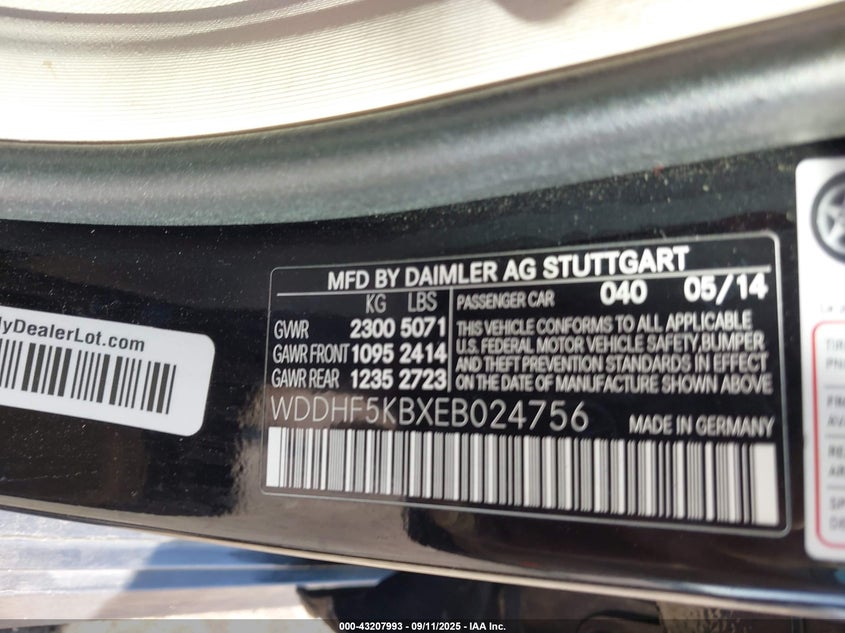 MFD BY DAIMLER AG STUTTGART
KG LBS
GVWR 2300 5071
GAWR FRONT 1095 2414
GAWR REAR 1235 2723
PASSENGER CAR 040 05/14
THIS VEHICLE CONFORMS TO ALL APPLICABLE
U.S. FEDERAL MOTOR VEHICLE SAFETY,BUMPER
AND THEFT PREVENTION STANDARDS IN EFFECT
ON THE DATE OF MANUFACTURE SHOWN ABOVE
WDDHF5KBXEB024756
MADE IN GERMANY
MyDealerLot.com
000-43207993 - 09/11/2025 - IAA Inc.